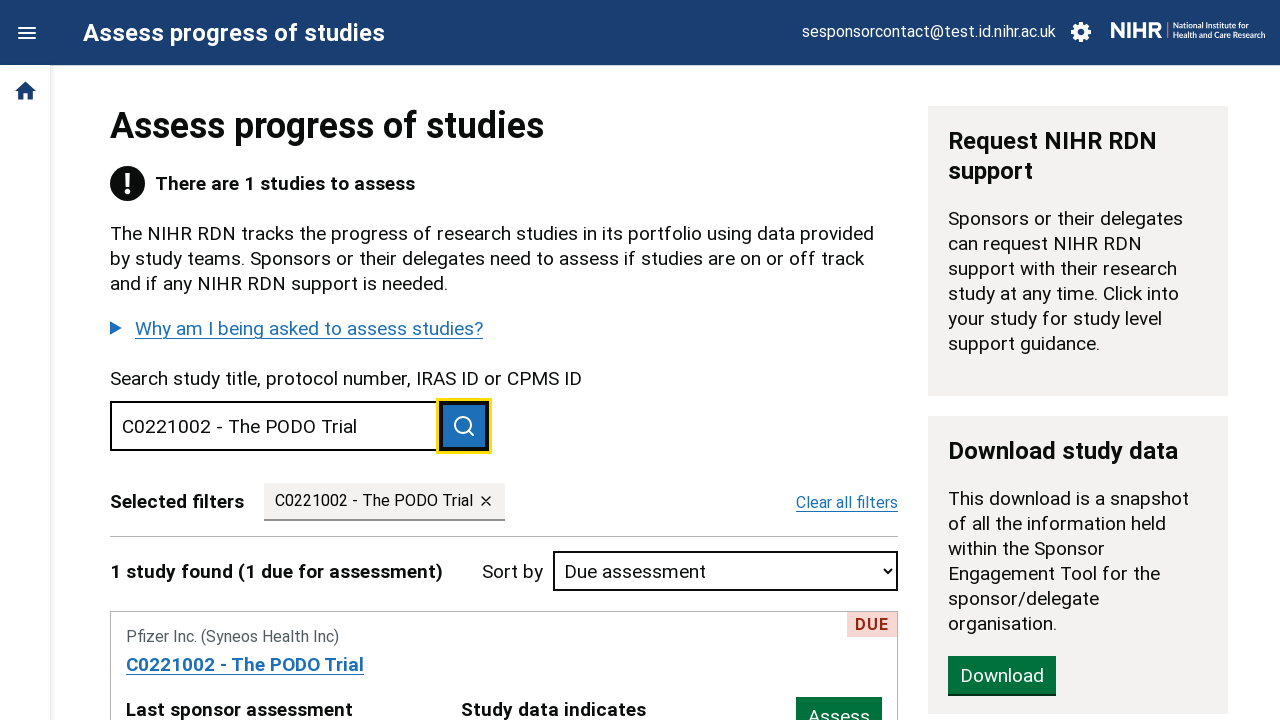 Assess progress of studies
sesponsorcontact@test.id.nihr.ac.uk
NIHR | National Institute for
Health and Care Research
Assess progress of studies
There are 1 studies to assess
The NIHR RDN tracks the progress of research studies in its portfolio using data provided
by study teams. Sponsors or their delegates need to assess if studies are on or off track
and if any NIHR RDN support is needed.
Why am I being asked to assess studies?
Search study title, protocol number, IRAS ID or CPMS ID
C0221002 - The PODO Trial
Selected filters
C0221002 - The PODO Trial
Clear all filters
1 study found (1 due for assessment)
Sort by
Due assessment
Pfizer Inc. (Syneos Health Inc)
DUE
C0221002 - The PODO Trial
Last sponsor assessment
Study data indicates
Assess
Request NIHR RDN
support
Sponsors or their delegates
can request NIHR RDN
support with their research
study at any time. Click into
your study for study level
support guidance.
Download study data
This download is a snapshot
of all the information held
within the Sponsor
Engagement Tool for the
sponsor/delegate
organisation.
Download